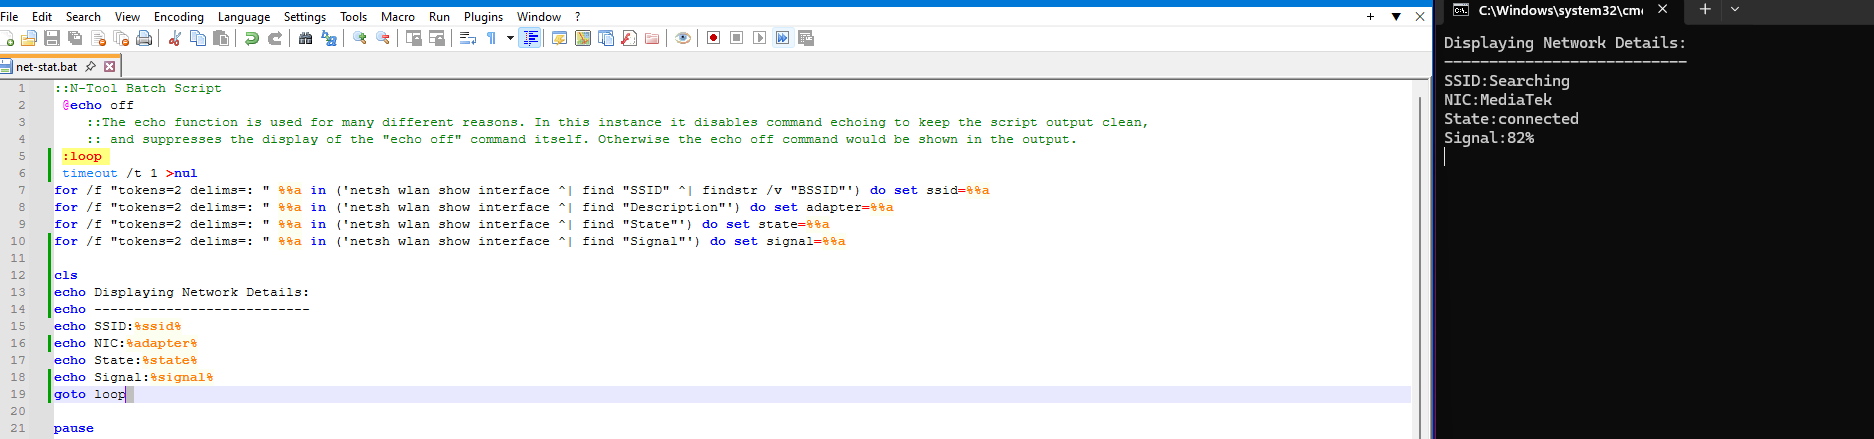 File Edit Search View Encoding Language Settings Tools Macro Run Plugins Window ? + ▼ ✕
net-stat.bat
1 ::N-Tool Batch Script
2 @echo off
3 ::The echo function is used for many different reasons. In this instance it disables command echoing to keep the script output clean,
4 :: and suppresses the display of the "echo off" command itself. Otherwise the echo off command would be shown in the output.
5 :loop
6 timeout /t 1 >nul
7 for /f "tokens=2 delims=: " %%a in ('netsh wlan show interface ^| find "SSID" ^| findstr /v "BSSID"') do set ssid=%%a
8 for /f "tokens=2 delims=: " %%a in ('netsh wlan show interface ^| find "Description"') do set adapter=%%a
9 for /f "tokens=2 delims=: " %%a in ('netsh wlan show interface ^| find "State"') do set state=%%a
10 for /f "tokens=2 delims=: " %%a in ('netsh wlan show interface ^| find "Signal"') do set signal=%%a
11
12 cls
13 echo Displaying Network Details:
14 echo ---------------------------
15 echo SSID:%ssid%
16 echo NIC:%adapter%
17 echo State:%state%
18 echo Signal:%signal%
19 goto loop
20
21 pause
C:\Windows\system32\cm
Displaying Network Details:
---------------------------
SSID:Searching
NIC:MediaTek
State:connected
Signal:82%